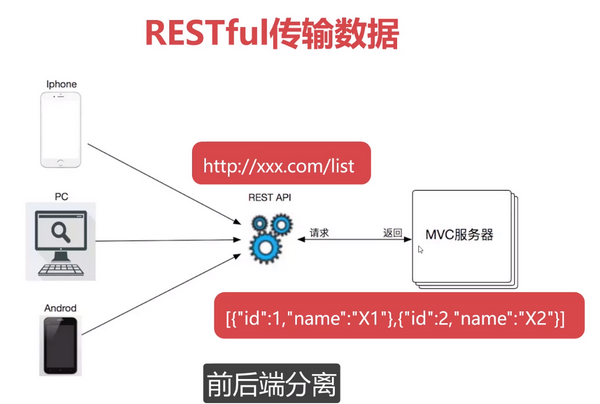 RESTful传输数据
Iphone
http://xxx.com/list
PC
REST API
请求
返回
MVC服务器
Androd
[{"id":1,"name":"X1"},{"id":2,"name":"X2"}]
前后端分离